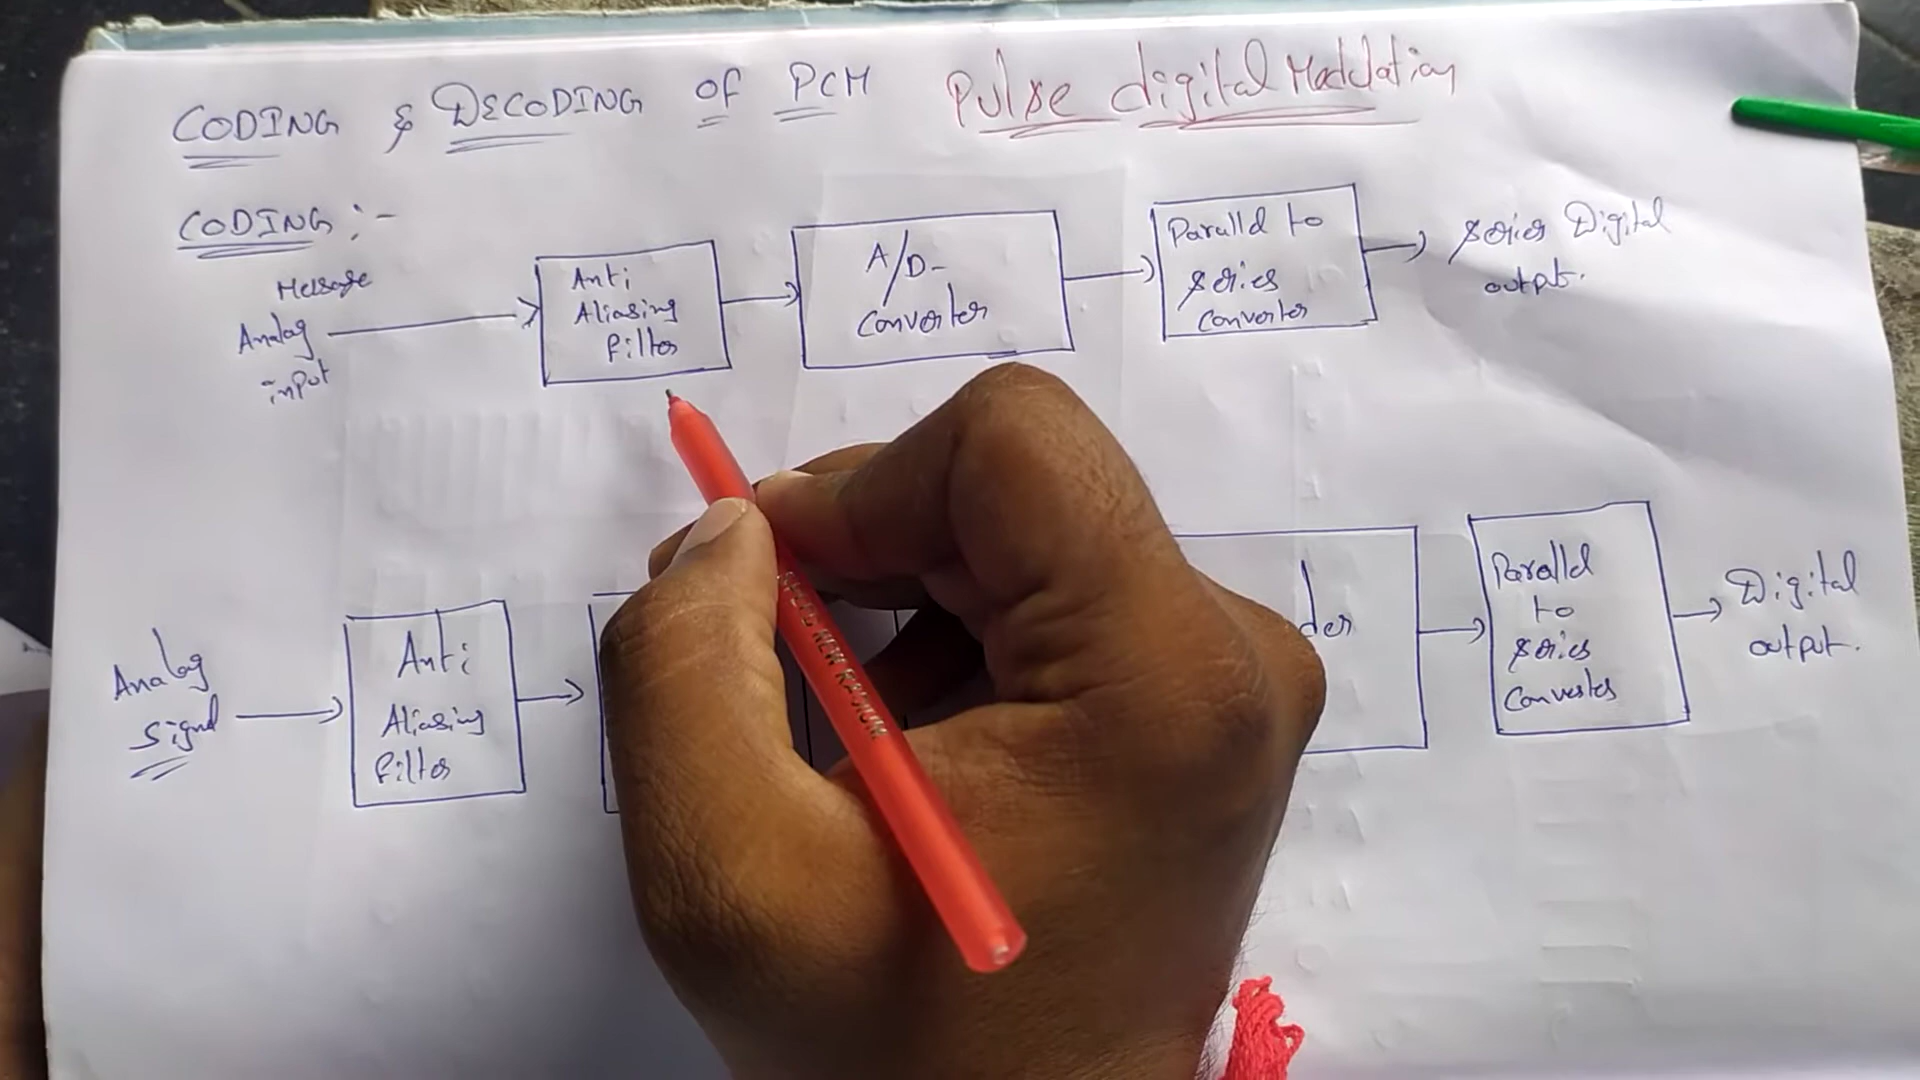 CODING & DECODING of PCM Pulse digital Modulation
CODING :-
Message
Analog
input
Anti
Aliasing
filter
A/D-
Converter
Parallel to
series
Converter
series Digital
output.
Analog
signal
Anti
Aliasing
filter
der
Parallel
to
series
Converter
Digital
output.